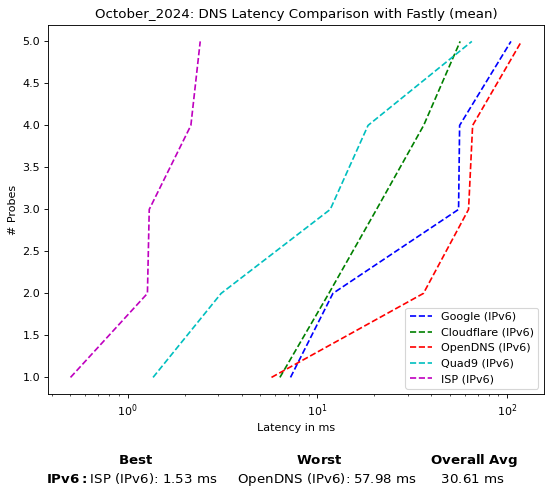 October_2024: DNS Latency Comparison with Fastly (mean)
# Probes
5.0
4.5
4.0
3.5
3.0
2.5
2.0
1.5
1.0
Google (IPv6)
Cloudflare (IPv6)
OpenDNS (IPv6)
Quad9 (IPv6)
ISP (IPv6)
10⁰ 10¹ 10²
Latency in ms
Best Worst Overall Avg
IPv6: ISP (IPv6): 1.53 ms OpenDNS (IPv6): 57.98 ms 30.61 ms